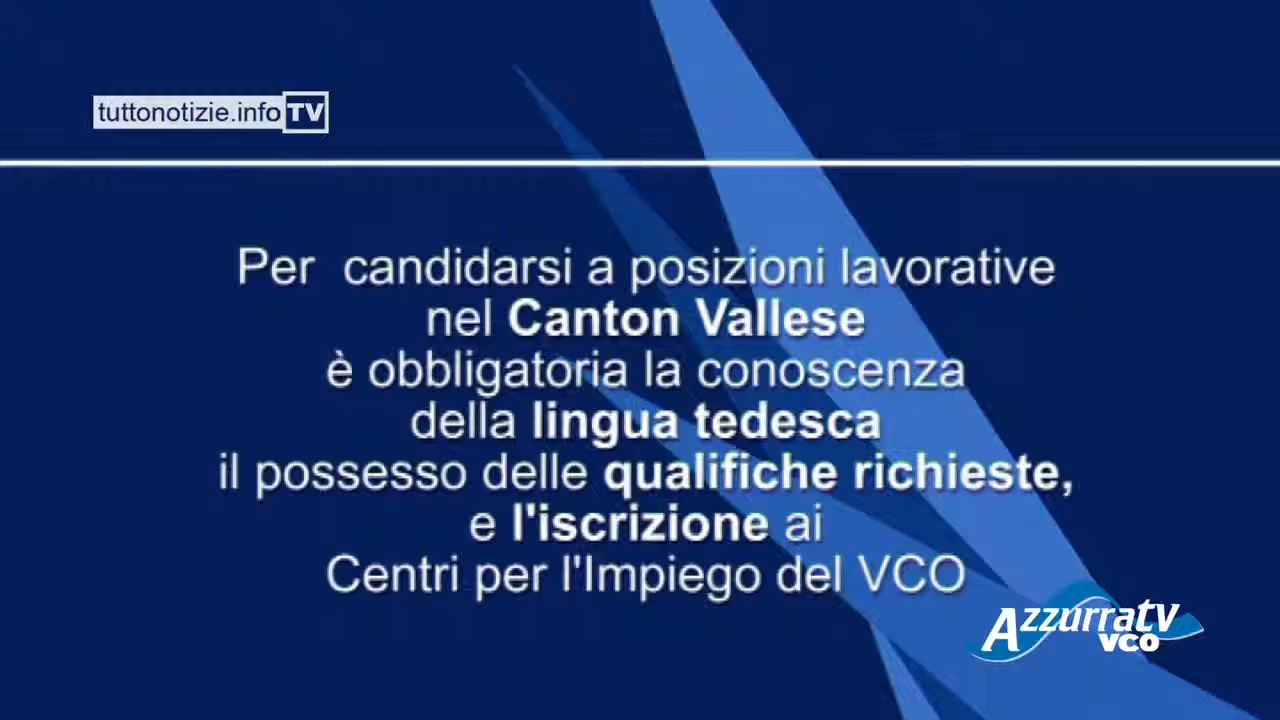 tuttonotizie.info TV
Per candidarsi a posizioni lavorative
nel Canton Vallese
è obbligatoria la conoscenza
della lingua tedesca
il possesso delle qualifiche richieste,
e l'iscrizione ai
Centri per l'Impiego del VCO
Azzurratv
vco